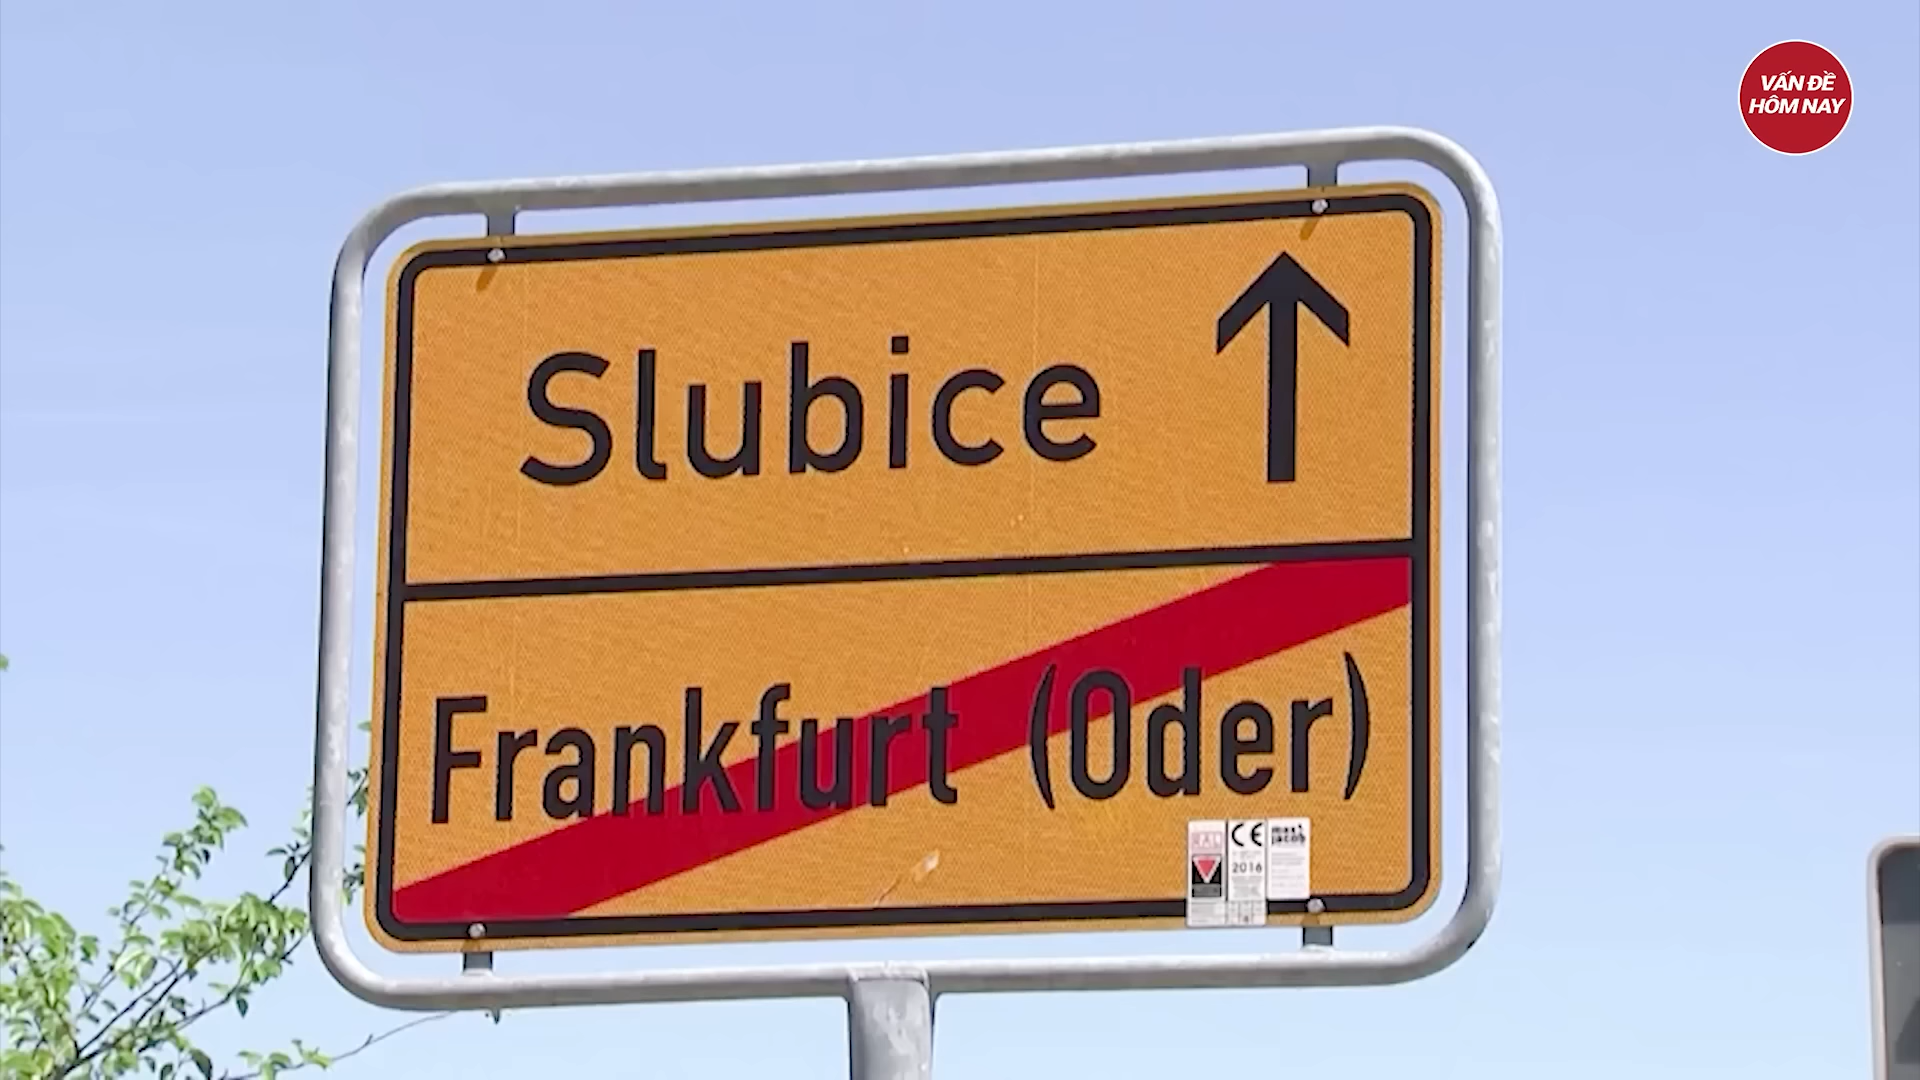 VẤN ĐỀ
HÔM NAY
Slubice
Frankfurt (Oder)
CE
2016